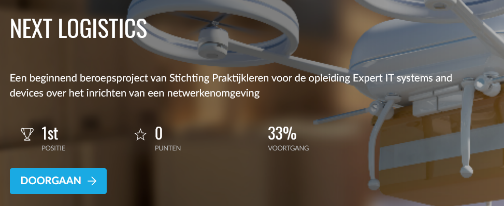 NEXT LOGISTICS
Een beginnend beroepsproject van Stichting Praktijkleren voor de opleiding Expert IT systems and
devices over het inrichten van een netwerkenomgeving
1st 0 33%
POSITIE PUNTEN VOORTGANG
DOORGAAN →